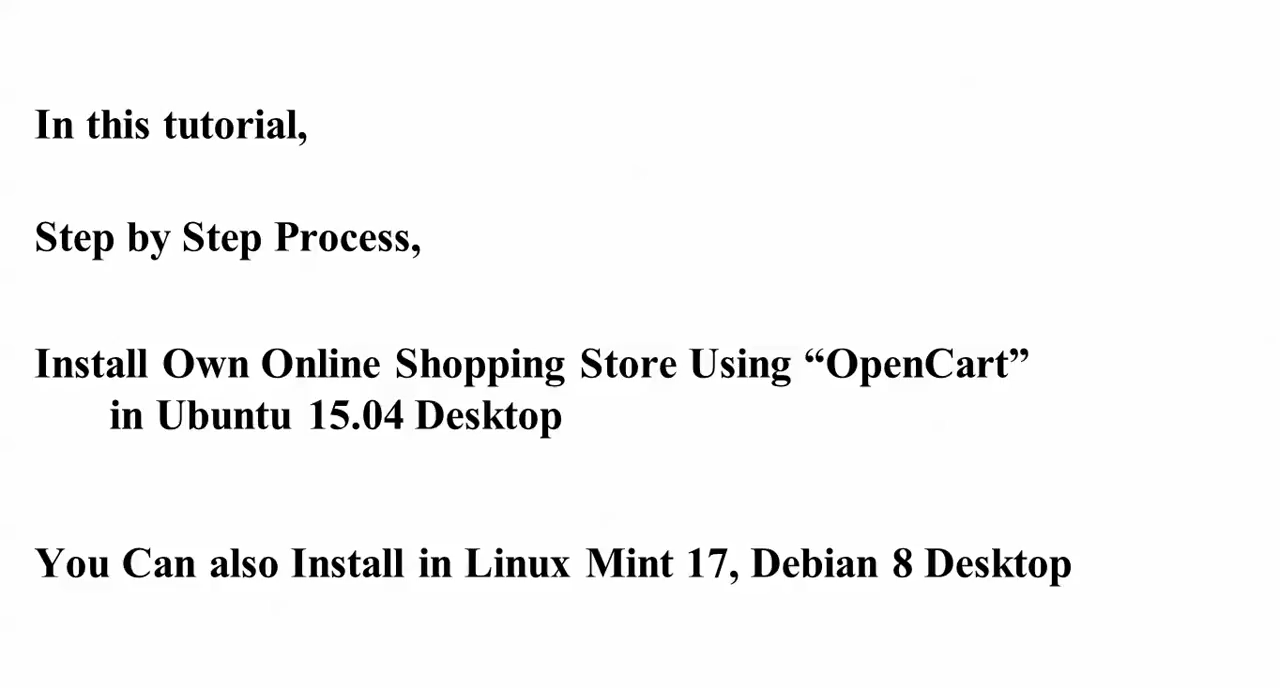 In this tutorial,
Step by Step Process,
Install Own Online Shopping Store Using “OpenCart”
in Ubuntu 15.04 Desktop
You Can also Install in Linux Mint 17, Debian 8 Desktop